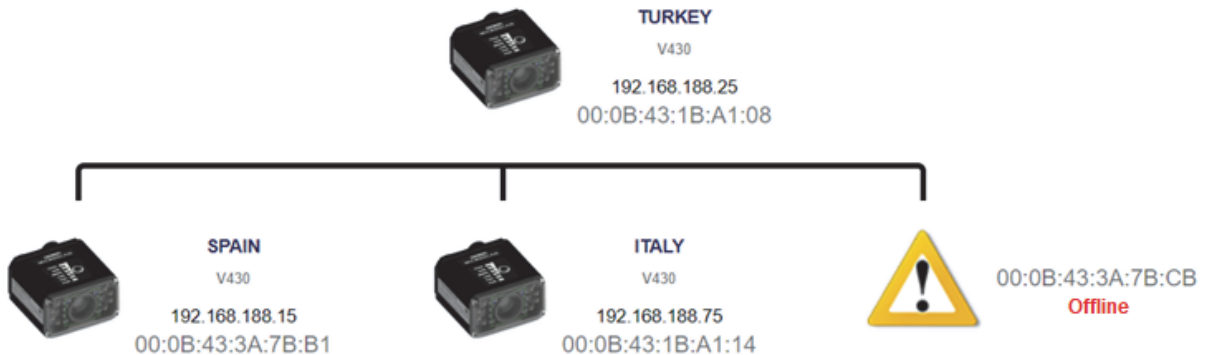 TURKEY
V430
192.168.188.25
00:0B:43:1B:A1:08
SPAIN
V430
192.168.188.15
00:0B:43:3A:7B:B1
ITALY
V430
192.168.188.75
00:0B:43:1B:A1:14
00:0B:43:3A:7B:CB
Offline